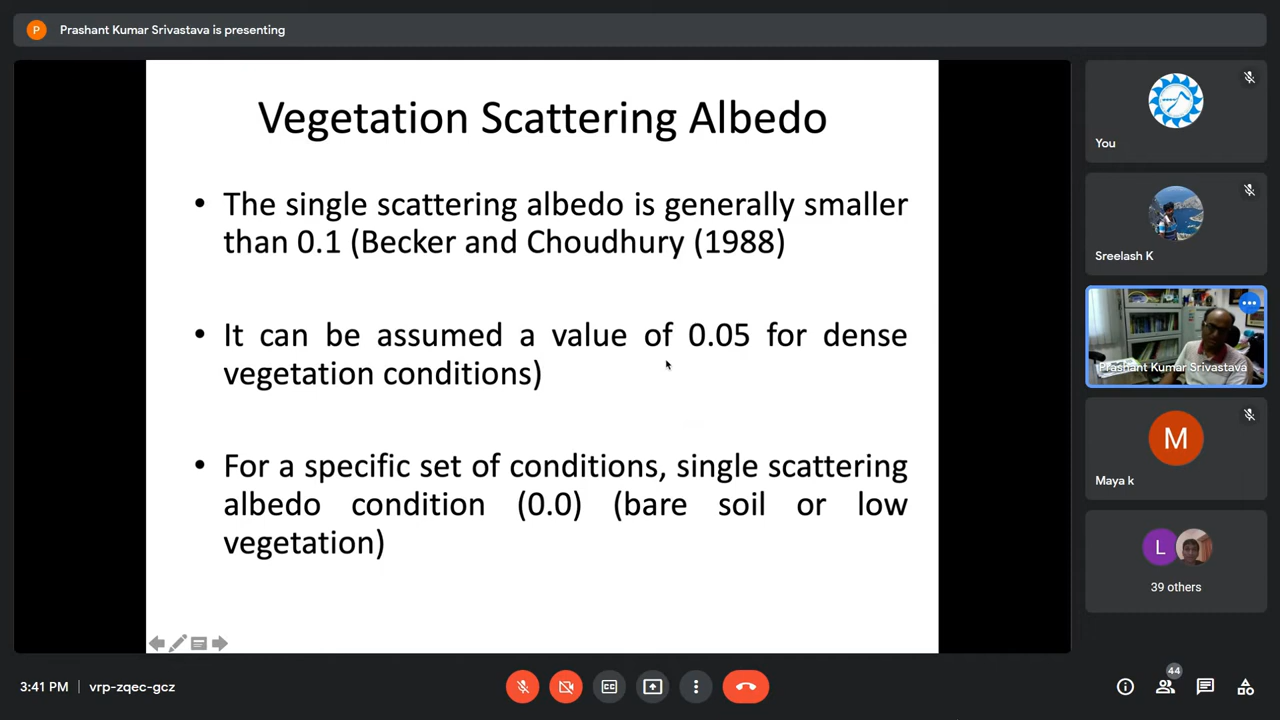 P Prashant Kumar Srivastava is presenting
Vegetation Scattering Albedo
• The single scattering albedo is generally smaller
than 0.1 (Becker and Choudhury (1988)
• It can be assumed a value of 0.05 for dense
vegetation conditions)
• For a specific set of conditions, single scattering
albedo condition (0.0) (bare soil or low
vegetation)
You
Sreelash K
Prashant Kumar Srivastava
M
Maya k
L
39 others
3:41 PM | vrp-zqec-gcz
CC
44